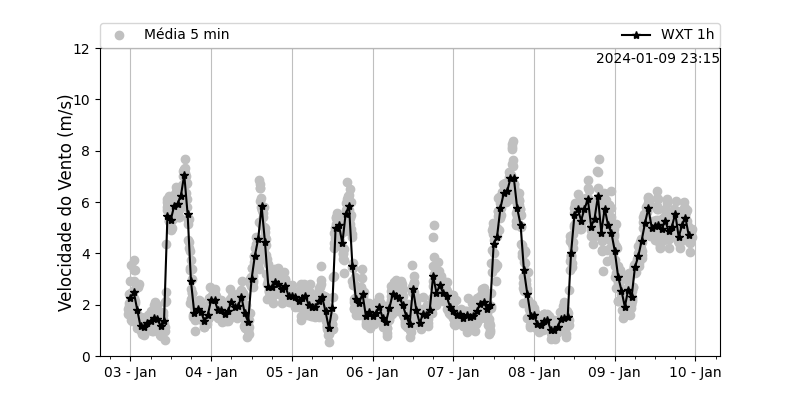 Média 5 min
WXT 1h
2024-01-09 23:15
Velocidade do Vento (m/s)
12
10
8
6
4
2
0
03 - Jan 04 - Jan 05 - Jan 06 - Jan 07 - Jan 08 - Jan 09 - Jan 10 - Jan